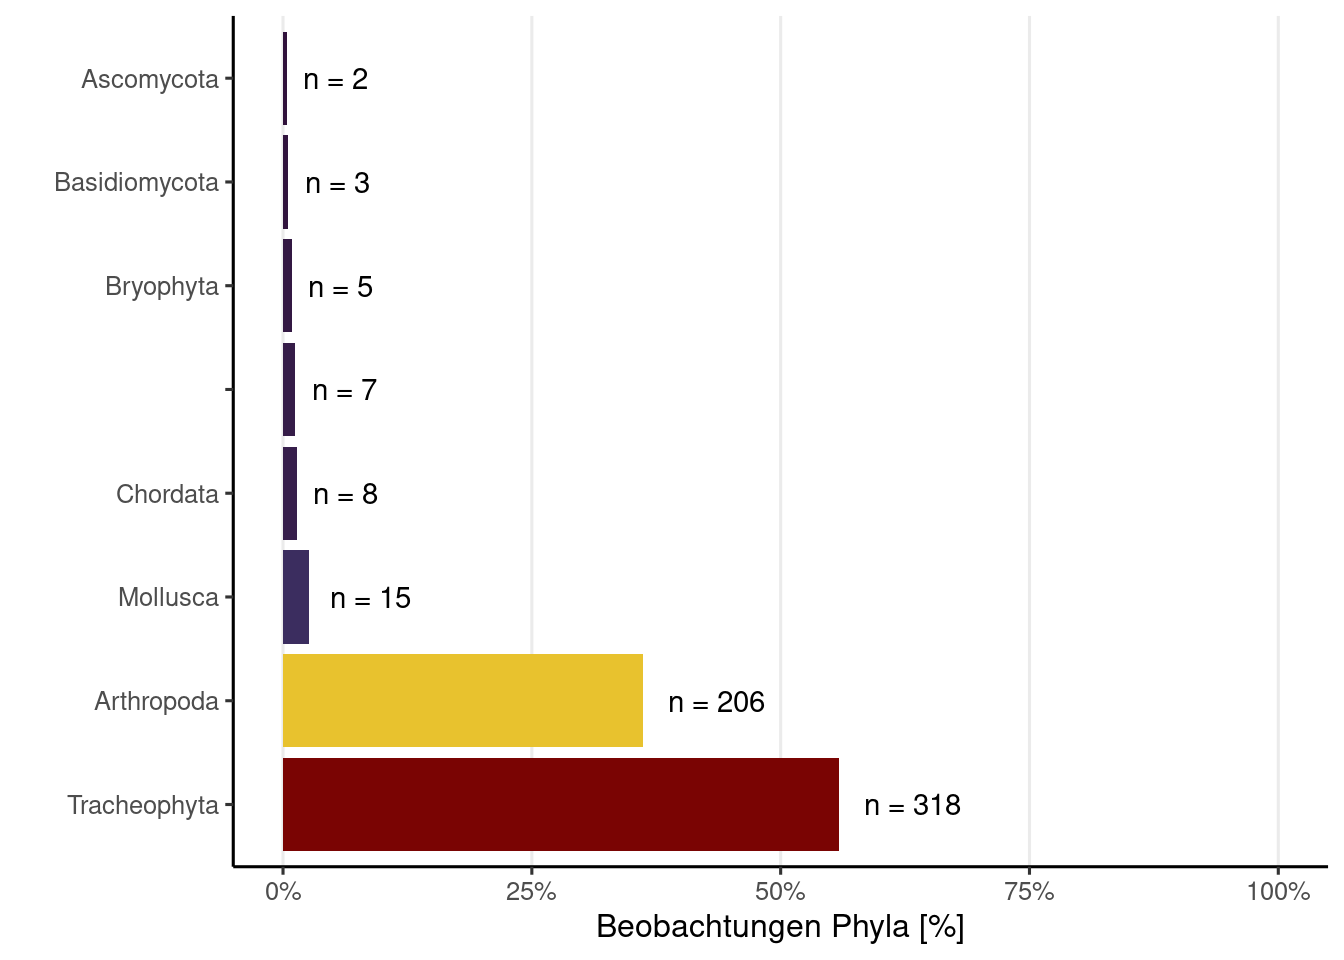 Ascomycota n = 2
Basidiomycota n = 3
Bryophyta n = 5
n = 7
Chordata n = 8
Mollusca n = 15
Arthropoda n = 206
Tracheophyta n = 318
0% 25% 50% 75% 100%
Beobachtungen Phyla [%]